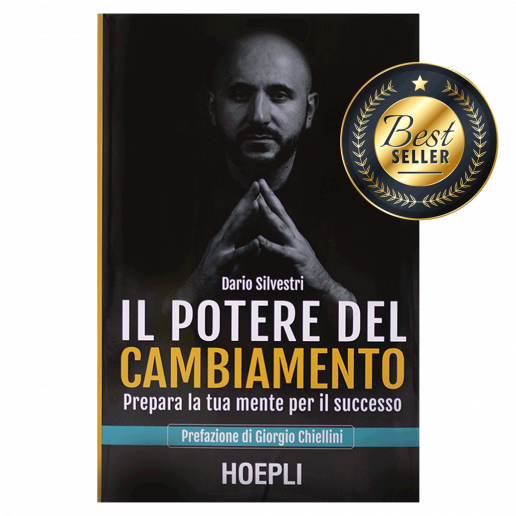 Best
SELLER
Dario Silvestri
IL POTERE DEL
CAMBIAMENTO
Prepara la tua mente per il successo
Prefazione di Giorgio Chiellini
HOEPLI